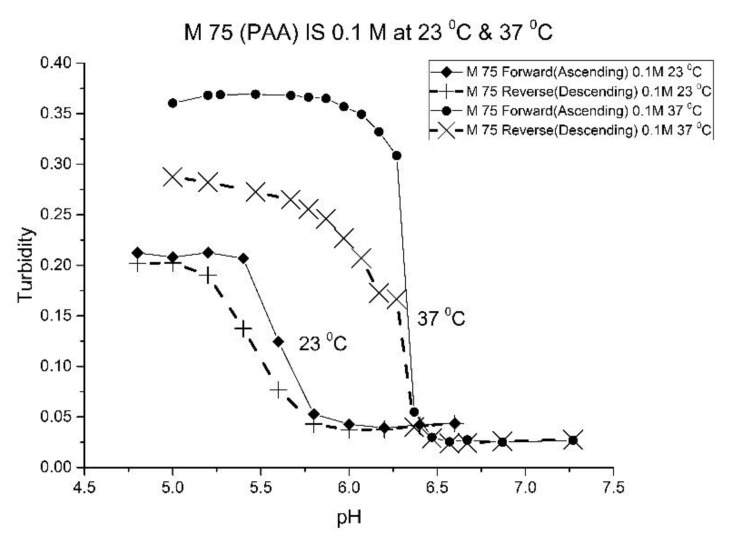 M 75 (PAA) IS 0.1 M at 23 ⁰C & 37 ⁰C
M 75 Forward(Ascending) 0.1M 23 ⁰C
M 75 Reverse(Descending) 0.1M 23 ⁰C
M 75 Forward(Ascending) 0.1M 37 ⁰C
M 75 Reverse(Descending) 0.1M 37 ⁰C
0.40
0.35
0.30
0.25
0.20
0.15
0.10
0.05
0.00
Turbidity
23 ⁰C
37 ⁰C
4.5 5.0 5.5 6.0 6.5 7.0 7.5
pH